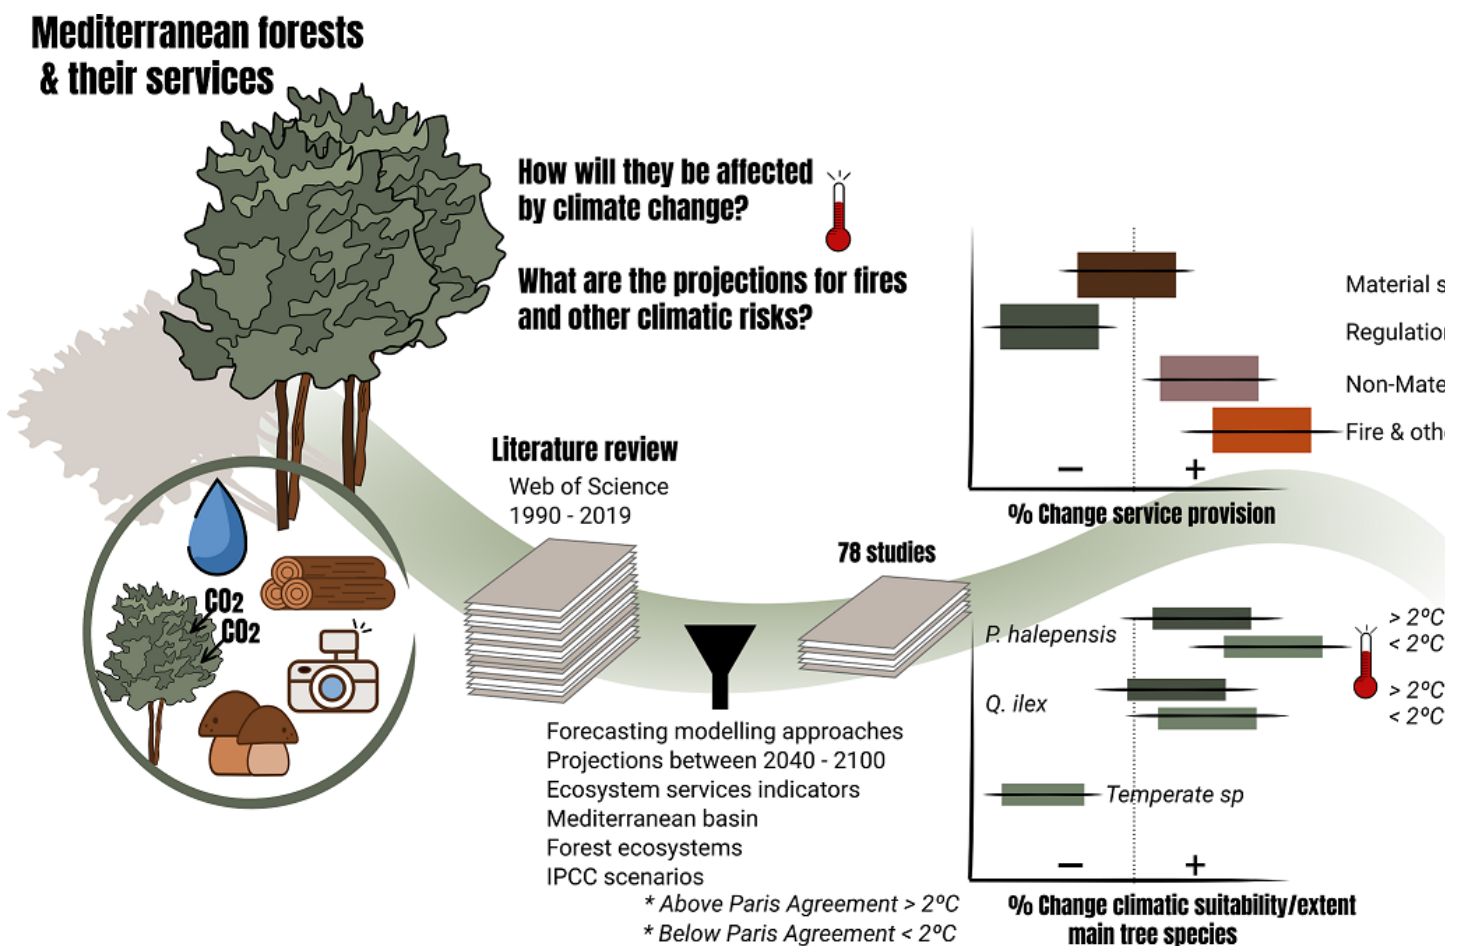 Mediterranean forests
& their services
How will they be affected
by climate change?
What are the projections for fires
and other climatic risks?
Literature review
Web of Science
1990 - 2019
78 studies
CO2
CO2
Forecasting modelling approaches
Projections between 2040 - 2100
Ecosystem services indicators
Mediterranean basin
Forest ecosystems
IPCC scenarios
* Above Paris Agreement > 2ºC
* Below Paris Agreement < 2ºC
Material s
Regulation
Non-Mate
Fire & oth
− +
% Change service provision
P. halepensis
> 2ºC
< 2ºC
Q. ilex
> 2ºC
< 2ºC
Temperate sp
− +
% Change climatic suitability/extent
main tree species